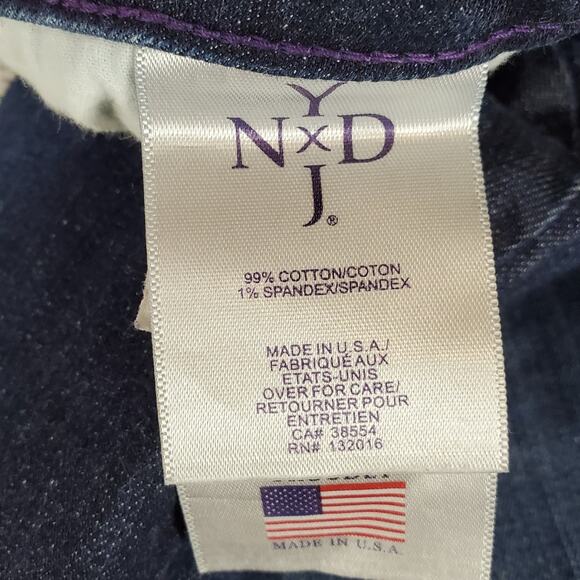 Y
N x D
J®
99% COTTON/COTON
1% SPANDEX/SPANDEX
MADE IN U.S.A./
FABRIQUÉ AUX
ETATS-UNIS
OVER FOR CARE/
RETOURNER POUR
ENTRETIEN
CA# 38554
RN# 132016
MADE IN U.S.A.